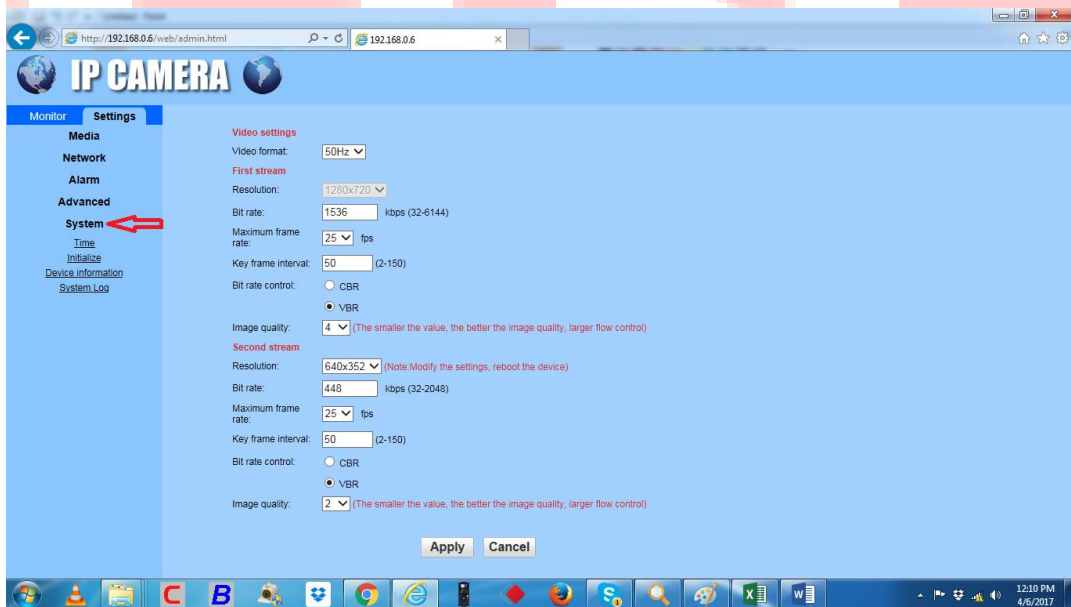 http://192.168.0.6/web/admin.html
192.168.0.6
IP CAMERA
Monitor Settings
Media
Network
Alarm
Advanced
System
Time
Initialize
Device information
System Log
Video settings
Video format: 50Hz
First stream
Resolution: 1280x720
Bit rate: 1536 kbps (32-6144)
Maximum frame
rate: 25 fps
Key frame interval: 50 (2-150)
Bit rate control: CBR
VBR
Image quality: 4 (The smaller the value, the better the image quality, larger flow control)
Second stream
Resolution: 640x352 (Note:Modify the settings, reboot the device)
Bit rate: 448 kbps (32-2048)
Maximum frame
rate: 25 fps
Key frame interval: 50 (2-150)
Bit rate control: CBR
VBR
Image quality: 2 (The smaller the value, the better the image quality, larger flow control)
Apply Cancel
12:10 PM
4/6/2017